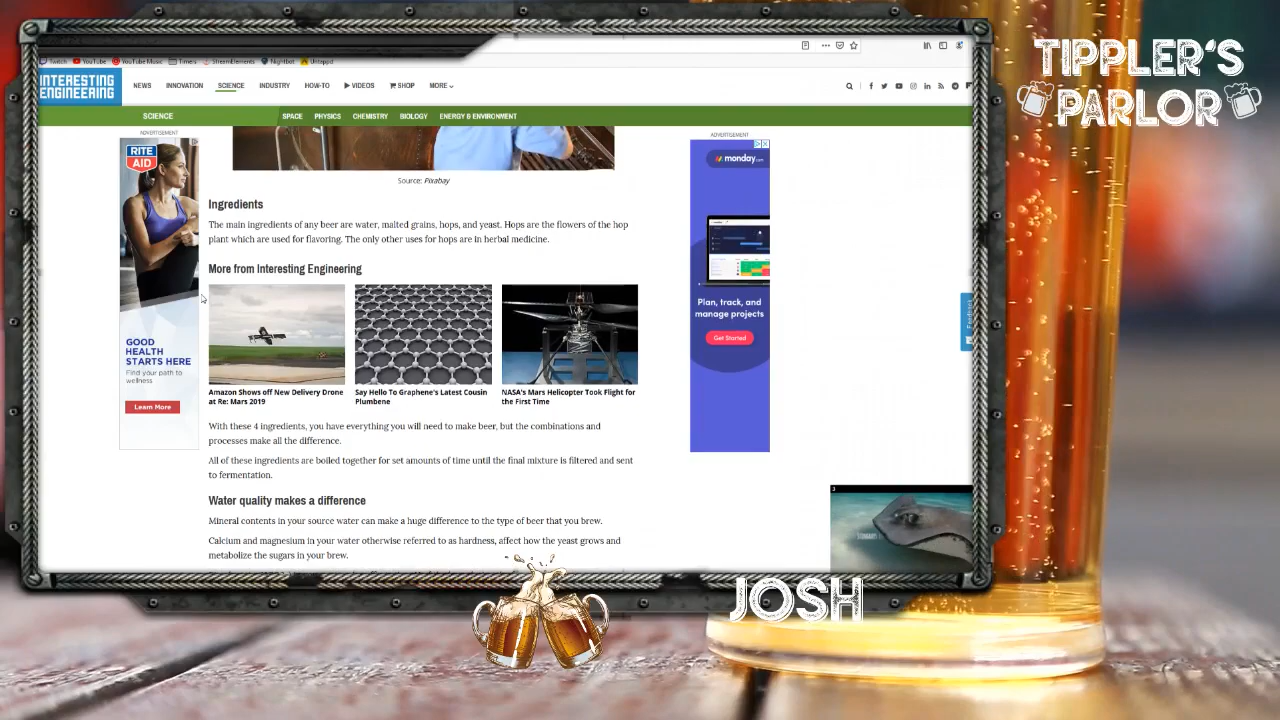 TIPPLER'S
PARLOR
Twitch YouTube YouTube Music Timers StreamElements Nightbot Untappd
INTERESTING
ENGINEERING
NEWS INNOVATION SCIENCE INDUSTRY HOW-TO VIDEOS SHOP MORE
SCIENCE SPACE PHYSICS CHEMISTRY BIOLOGY ENERGY & ENVIRONMENT
ADVERTISEMENT
RITE
AID
GOOD
HEALTH
STARTS HERE
Find your path to
wellness
Learn More
Source: Pixabay
Ingredients
The main ingredients of any beer are water, malted grains, hops, and yeast. Hops are the flowers of the hop
plant which are used for flavoring. The only other uses for hops are in herbal medicine.
More from Interesting Engineering
Amazon Shows off New Delivery Drone
at Re: Mars 2019
Say Hello To Graphene's Latest Cousin
Plumbene
NASA's Mars Helicopter Took Flight for
the First Time
With these 4 ingredients, you have everything you will need to make beer, but the combinations and
processes make all the difference.
All of these ingredients are boiled together for set amounts of time until the final mixture is filtered and sent
to fermentation.
Water quality makes a difference
Mineral contents in your source water can make a huge difference to the type of beer that you brew.
Calcium and magnesium in your water otherwise referred to as hardness, affect how the yeast grows and
metabolize the sugars in your brew.
ADVERTISEMENT
monday.com
Plan, track, and
manage projects
Get Started
Feedback
3
JOSH